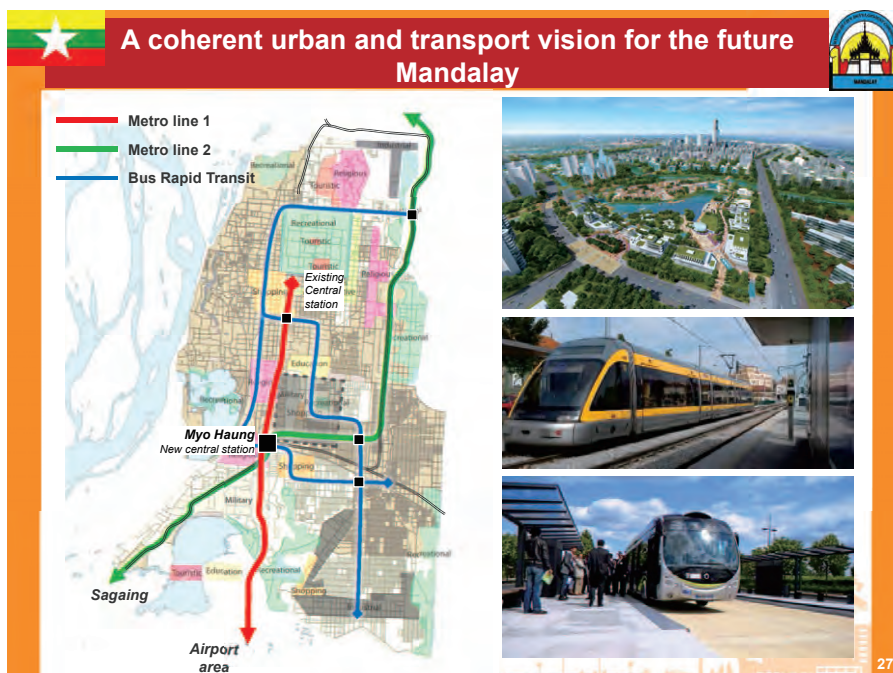 A coherent urban and transport vision for the future
Mandalay
MANDALAY
Metro line 1
Metro line 2
Bus Rapid Transit
Industrial
Recreational
Religious
Touristic
Recreational
Touristic
Touristic
Religious
Existing
Central
station
Shopping
Recreational
Education
Military
Recreational
Myo Haung
New central station
Shopping
Military
Touristic
Education
Recreational
Recreational
Shopping
Sagaing
Airport
area
27